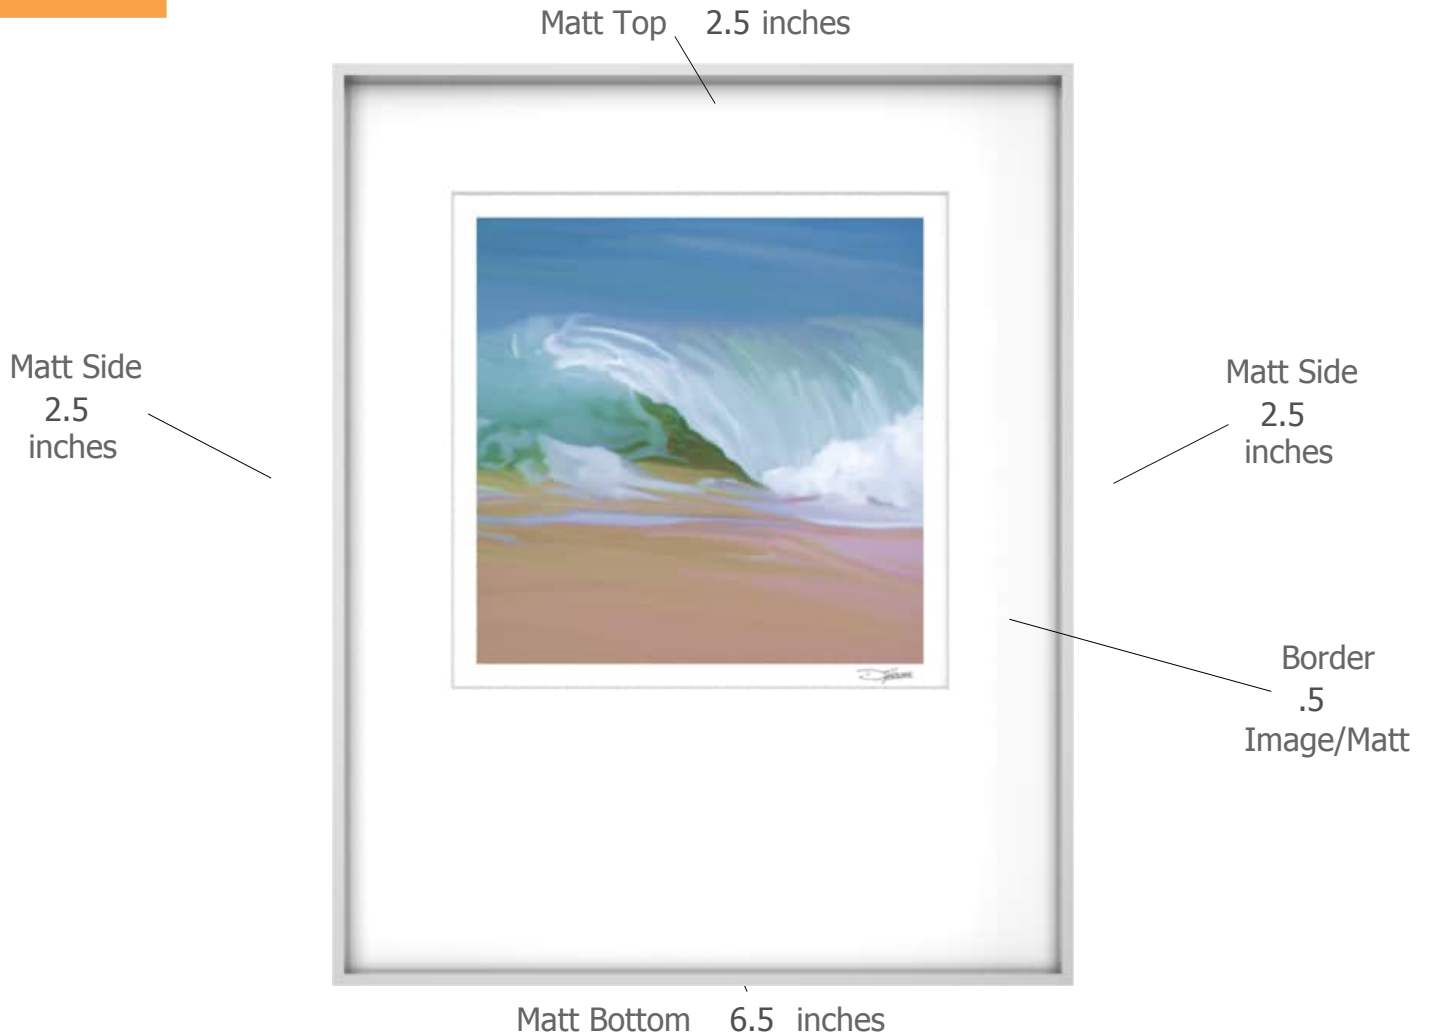 Matt Top 2.5 inches
Matt Side
2.5
inches
Matt Side
2.5
inches
Border
.5
Image/Matt
Matt Bottom 6.5 inches